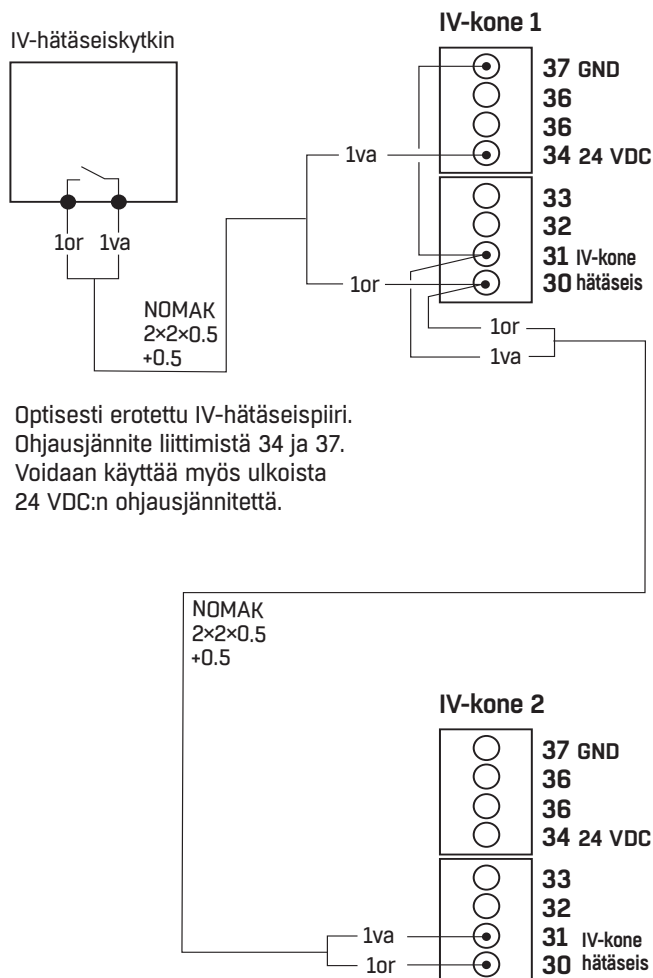 IV-hätäseiskytkin
IV-kone 1
37 GND
36
36
34 24 VDC
33
32
31 IV-kone
30 hätäseis
1va
1or
1or 1va
NOMAK
2×2×0.5
+0.5
1or
1va
Optisesti erotettu IV-hätäseispiiri.
Ohjausjännite liittimistä 34 ja 37.
Voidaan käyttää myös ulkoista
24 VDC:n ohjausjännitettä.
NOMAK
2×2×0.5
+0.5
IV-kone 2
37 GND
36
36
34 24 VDC
33
32
31 IV-kone
30 hätäseis
1va
1or